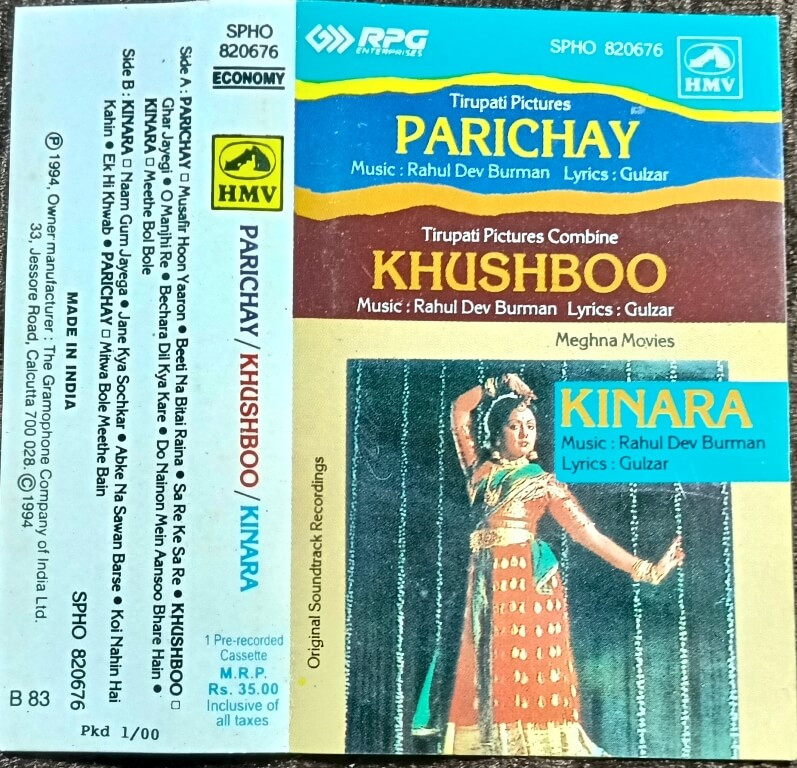 RPG
ENTERPRISES
SPHO 820676
HMV
Tirupati Pictures
PARICHAY
Music : Rahul Dev Burman Lyrics : Gulzar
Tirupati Pictures Combine
KHUSHBOO
Music : Rahul Dev Burman Lyrics : Gulzar
Meghna Movies
KINARA
Music : Rahul Dev Burman
Lyrics : Gulzar
Original Soundtrack Recordings
SPHO
820676
ECONOMY
HMV
PARICHAY / KHUSHBOO / KINARA
1 Pre-recorded
Cassette
M.R.P.
Rs. 35.00
Inclusive of
all taxes
Side A : PARICHAY □ Musafir Hoon Yaaron ● Beeti Na Bitai Raina ● Sa Re Ke Sa Re ● KHUSHBOO □
Ghar Jayegi ● O Manjhi Re ● Bechara Dil Kya Kare ● Do Nainon Mein Aansoo Bhare Hain ●
KINARA □ Meethe Bol Bole
Side B : KINARA □ Naam Gum Jayega ● Jane Kya Sochkar ● Abke Na Sawan Barse ● Koi Nahin Hai
Kahin ● Ek Hi Khwab ● PARICHAY □ Mitwa Bole Meethe Bain
MADE IN INDIA
SPHO 820676
℗ 1994, Owner manufacturer : The Gramophone Company of India Ltd.
33, Jessore Road, Calcutta 700 028. © 1994
B 83
Pkd 1/00